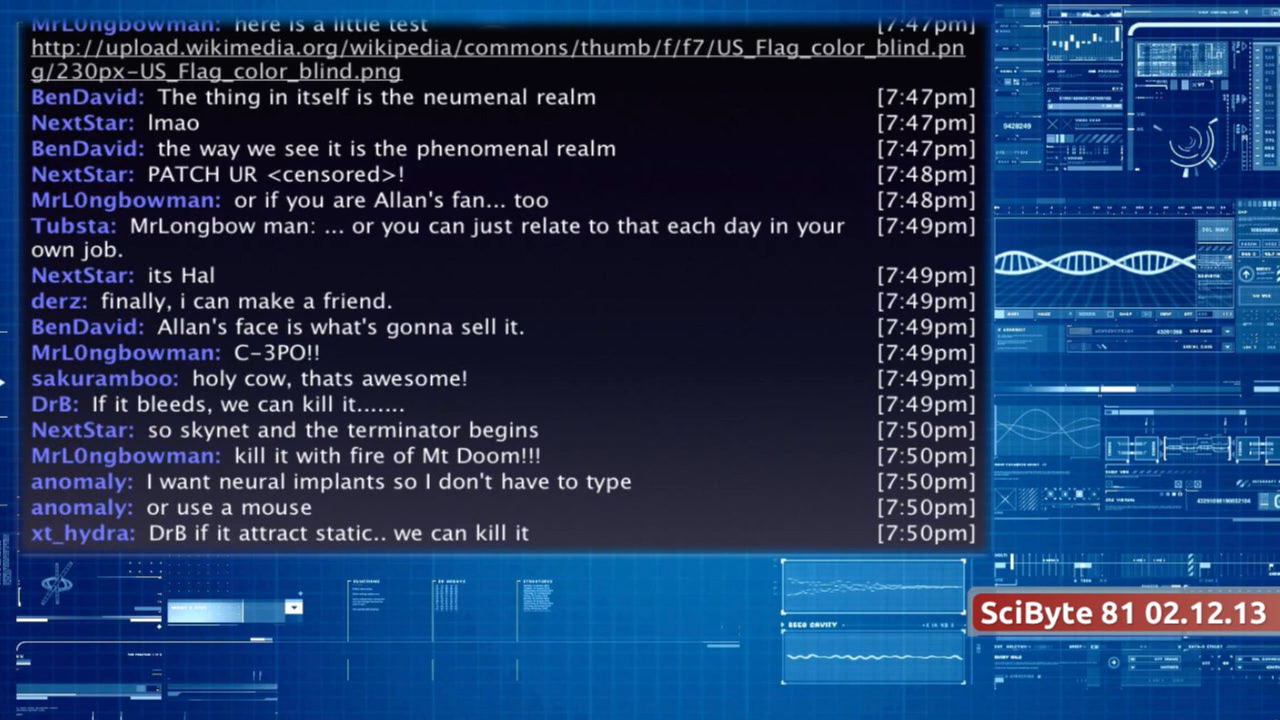 MrL0ngbowman: here is a little test [7:47pm]
http://upload.wikimedia.org/wikipedia/commons/thumb/f/f7/US_Flag_color_blind.pn
g/230px-US_Flag_color_blind.png
BenDavid: The thing in itself is the neumenal realm [7:47pm]
NextStar: lmao [7:47pm]
BenDavid: the way we see it is the phenomenal realm [7:47pm]
NextStar: PATCH UR <censored>! [7:48pm]
MrL0ngbowman: or if you are Allan's fan... too [7:48pm]
Tubsta: MrLongbow man: ... or you can just relate to that each day in your [7:49pm]
own job.
NextStar: its Hal [7:49pm]
derz: finally, i can make a friend. [7:49pm]
BenDavid: Allan's face is what's gonna sell it. [7:49pm]
MrL0ngbowman: C-3PO!! [7:49pm]
sakuramboo: holy cow, thats awesome! [7:49pm]
DrB: If it bleeds, we can kill it....... [7:49pm]
NextStar: so skynet and the terminator begins [7:50pm]
MrL0ngbowman: kill it with fire of Mt Doom!!! [7:50pm]
anomaly: I want neural implants so I don't have to type [7:50pm]
anomaly: or use a mouse [7:50pm]
xt_hydra: DrB if it attract static.. we can kill it [7:50pm]
9428249
SciByte 81 02.12.13